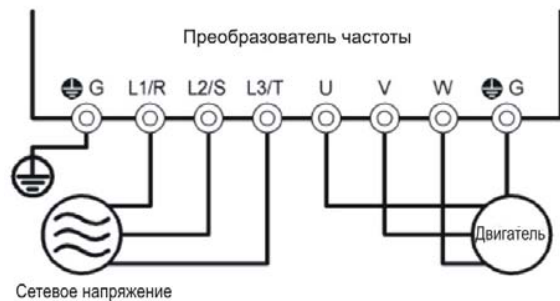 Преобразователь частоты
G L1/R L2/S L3/T U V W G
Двигатель
Сетевое напряжение